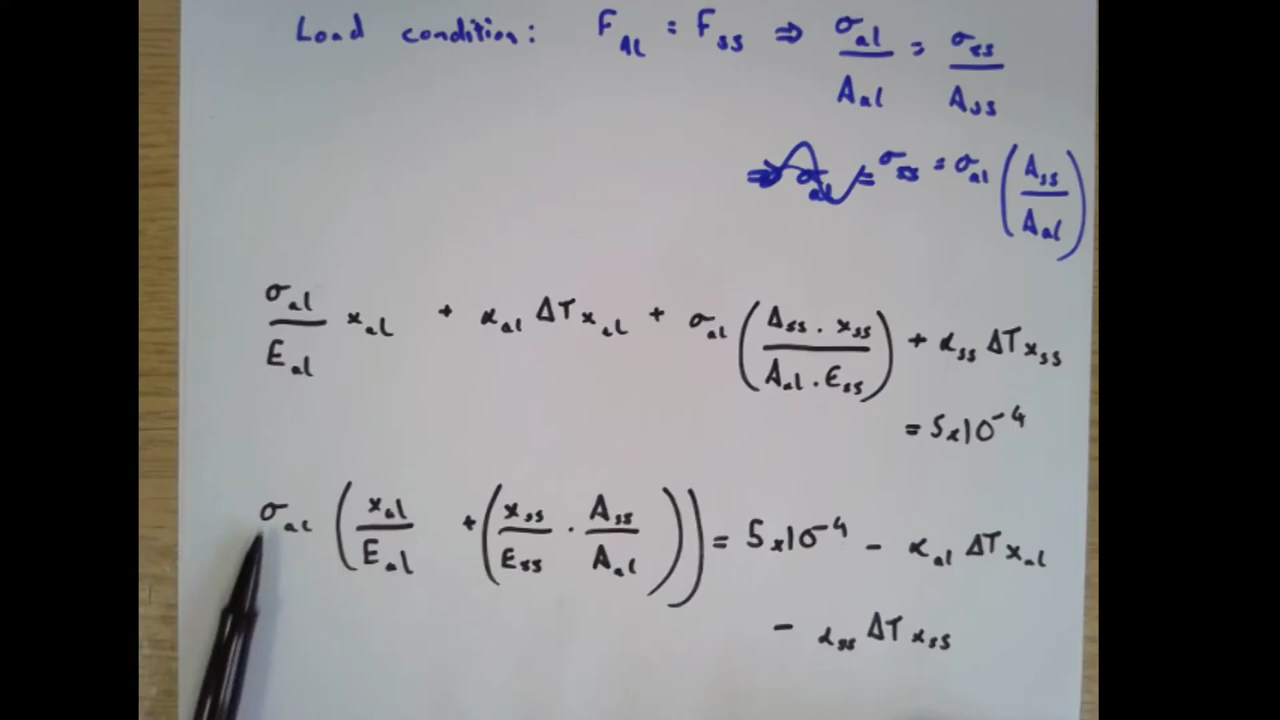 Load condition: F_AL = F_ss ⇒ σ_al / A_al = σ_ss / A_ss
σ_ss = σ_al (A_ss / A_al)
σ_al / E_al x_al + α_al ΔT x_al + σ_al (A_ss . x_ss / A_al . E_ss) + α_ss ΔT x_ss
= 5x10^-4
σ_al (x_al / E_al + (x_ss / E_ss . A_ss / A_al)) = 5x10^-4 - α_al ΔT x_al
- α_ss ΔT x_ss